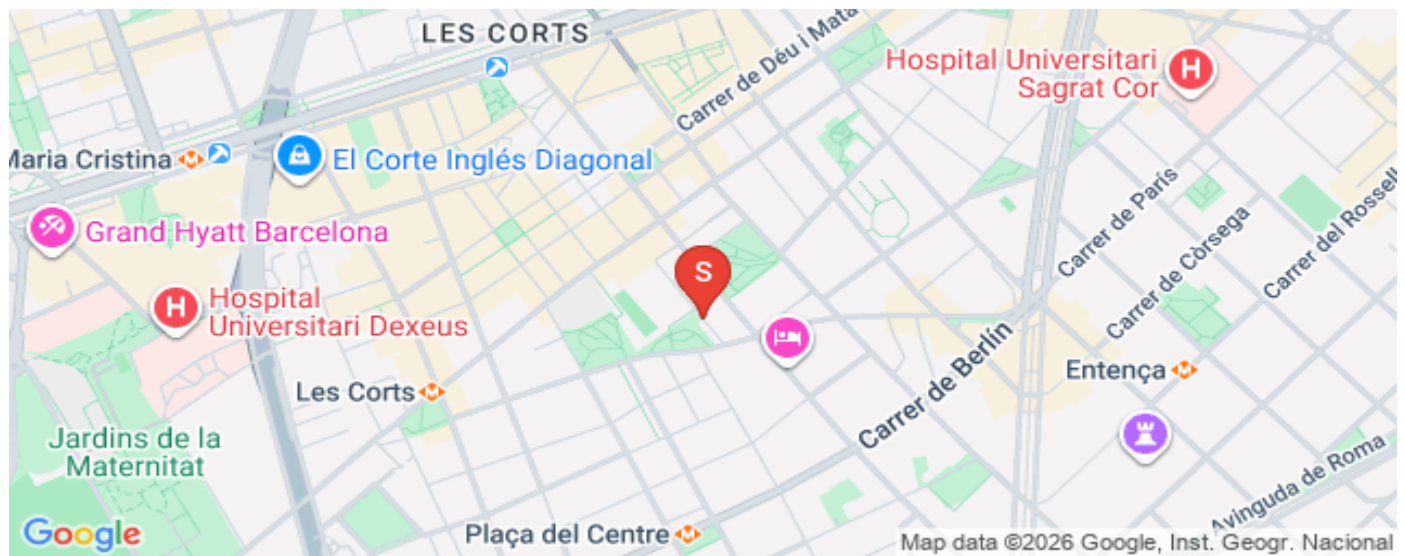 LES CORTS
Carrer de Déu i Mata
Hospital Universitari
Sagrat Cor
H
Maria Cristina
El Corte Inglés Diagonal
Carrer de París
Carrer de Còrsega
Carrer del Rossell
Grand Hyatt Barcelona
S
H
Hospital
Universitari Dexeus
Carrer de Berlín
Entença
Les Corts
Jardins de la
Maternitat
Avinguda de Roma
Plaça del Centre
Google
Map data ©2026 Google, Inst. Geogr. Nacional